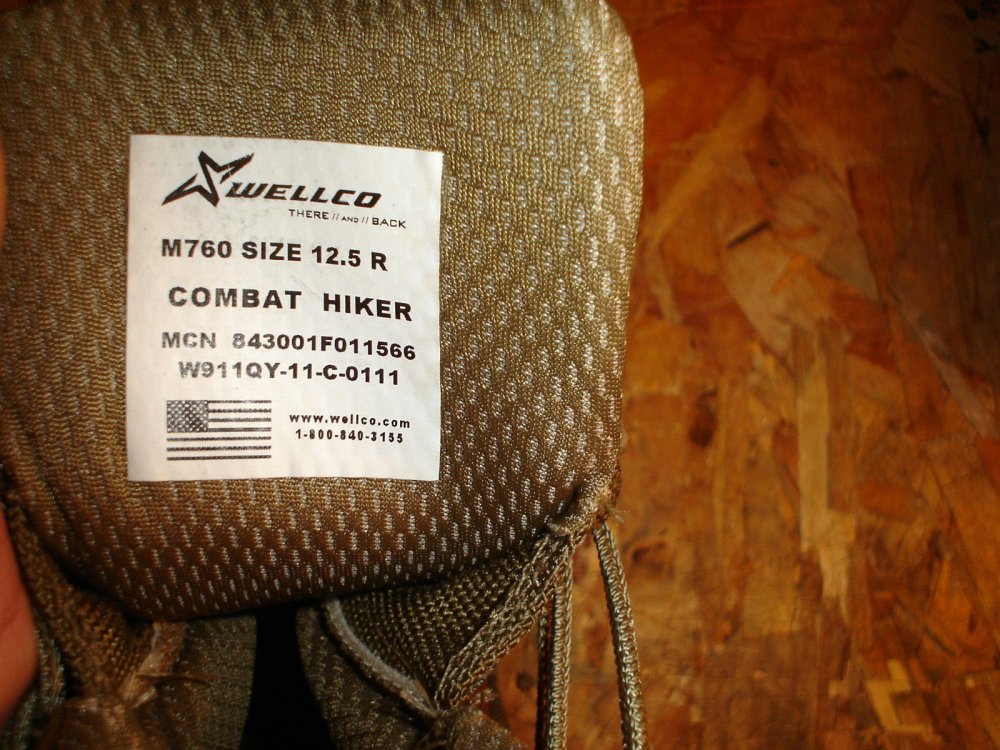 WELLCO
THERE // AND // BACK
M760 SIZE 12.5 R
COMBAT HIKER
MCN 843001F011566
W911QY-11-C-0111
www.wellco.com
1-800-840-3155